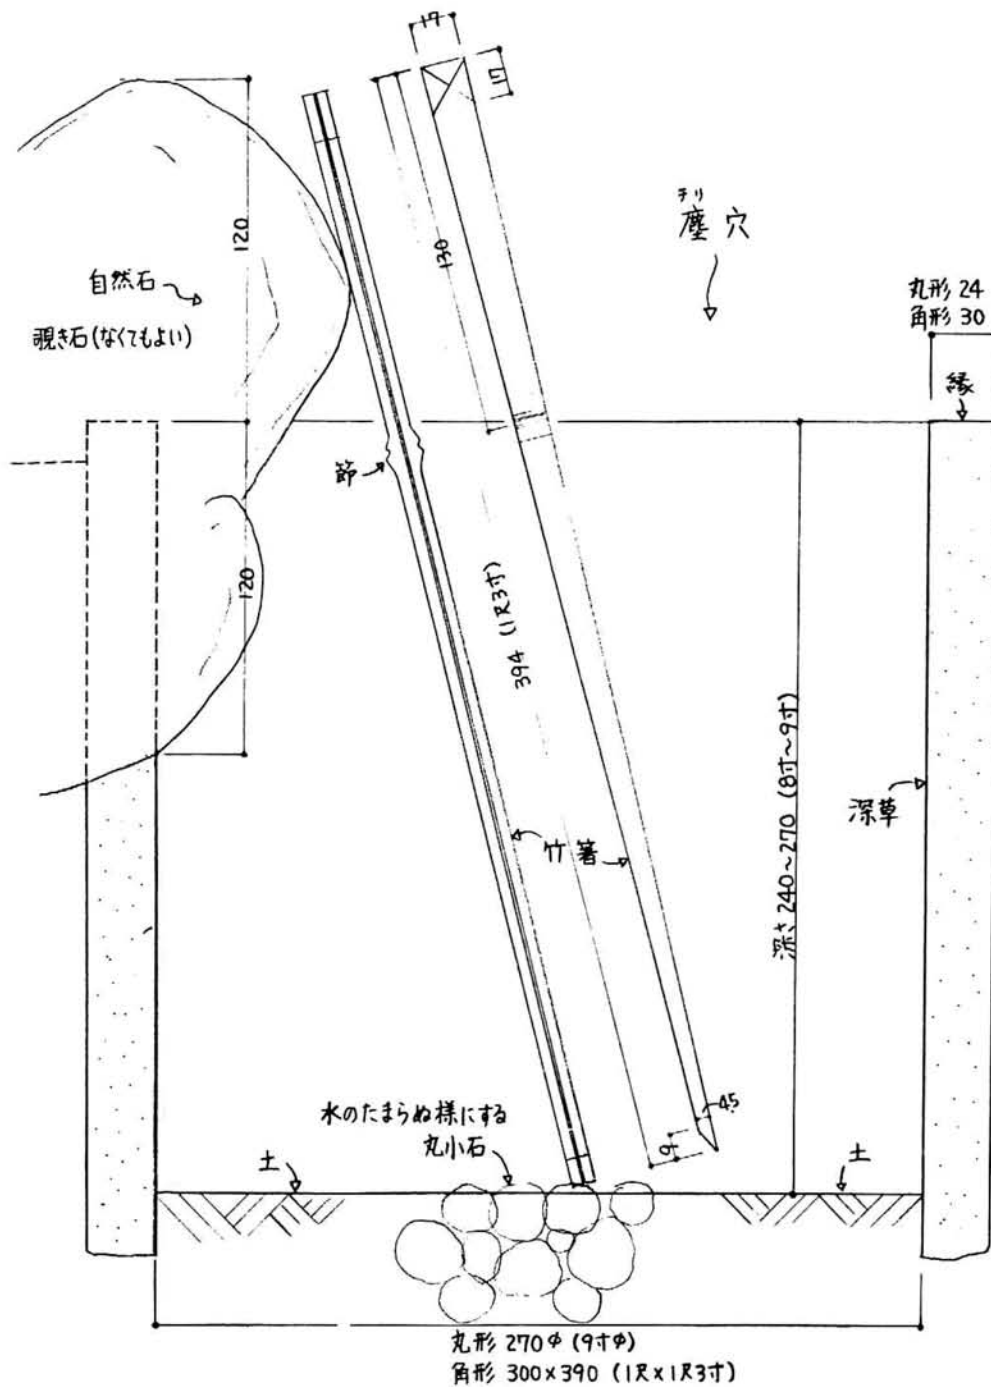 17
17
120
130
チリ
塵穴
自然石
覗き石(なくてもよい)
丸形 24
角形 30
縁
節
120
394 (1尺3寸)
深さ 240~270 (8寸~9寸)
深草
竹箸
水のたまらぬ様にする
丸小石
45
9
土
土
丸形 270φ (9寸φ)
角形 300×390 (1尺×1尺3寸)